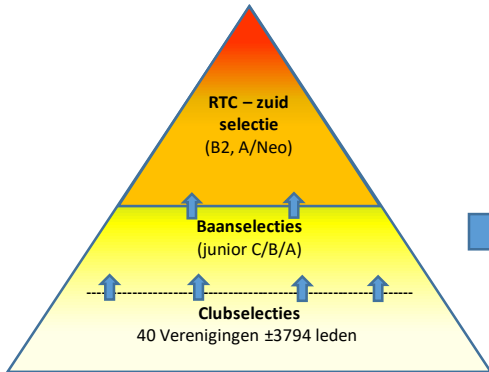 RTC – zuid
selectie
(B2, A/Neo)
Baanselecties
(junior C/B/A)
Clubselecties
40 Verenigingen ±3794 leden